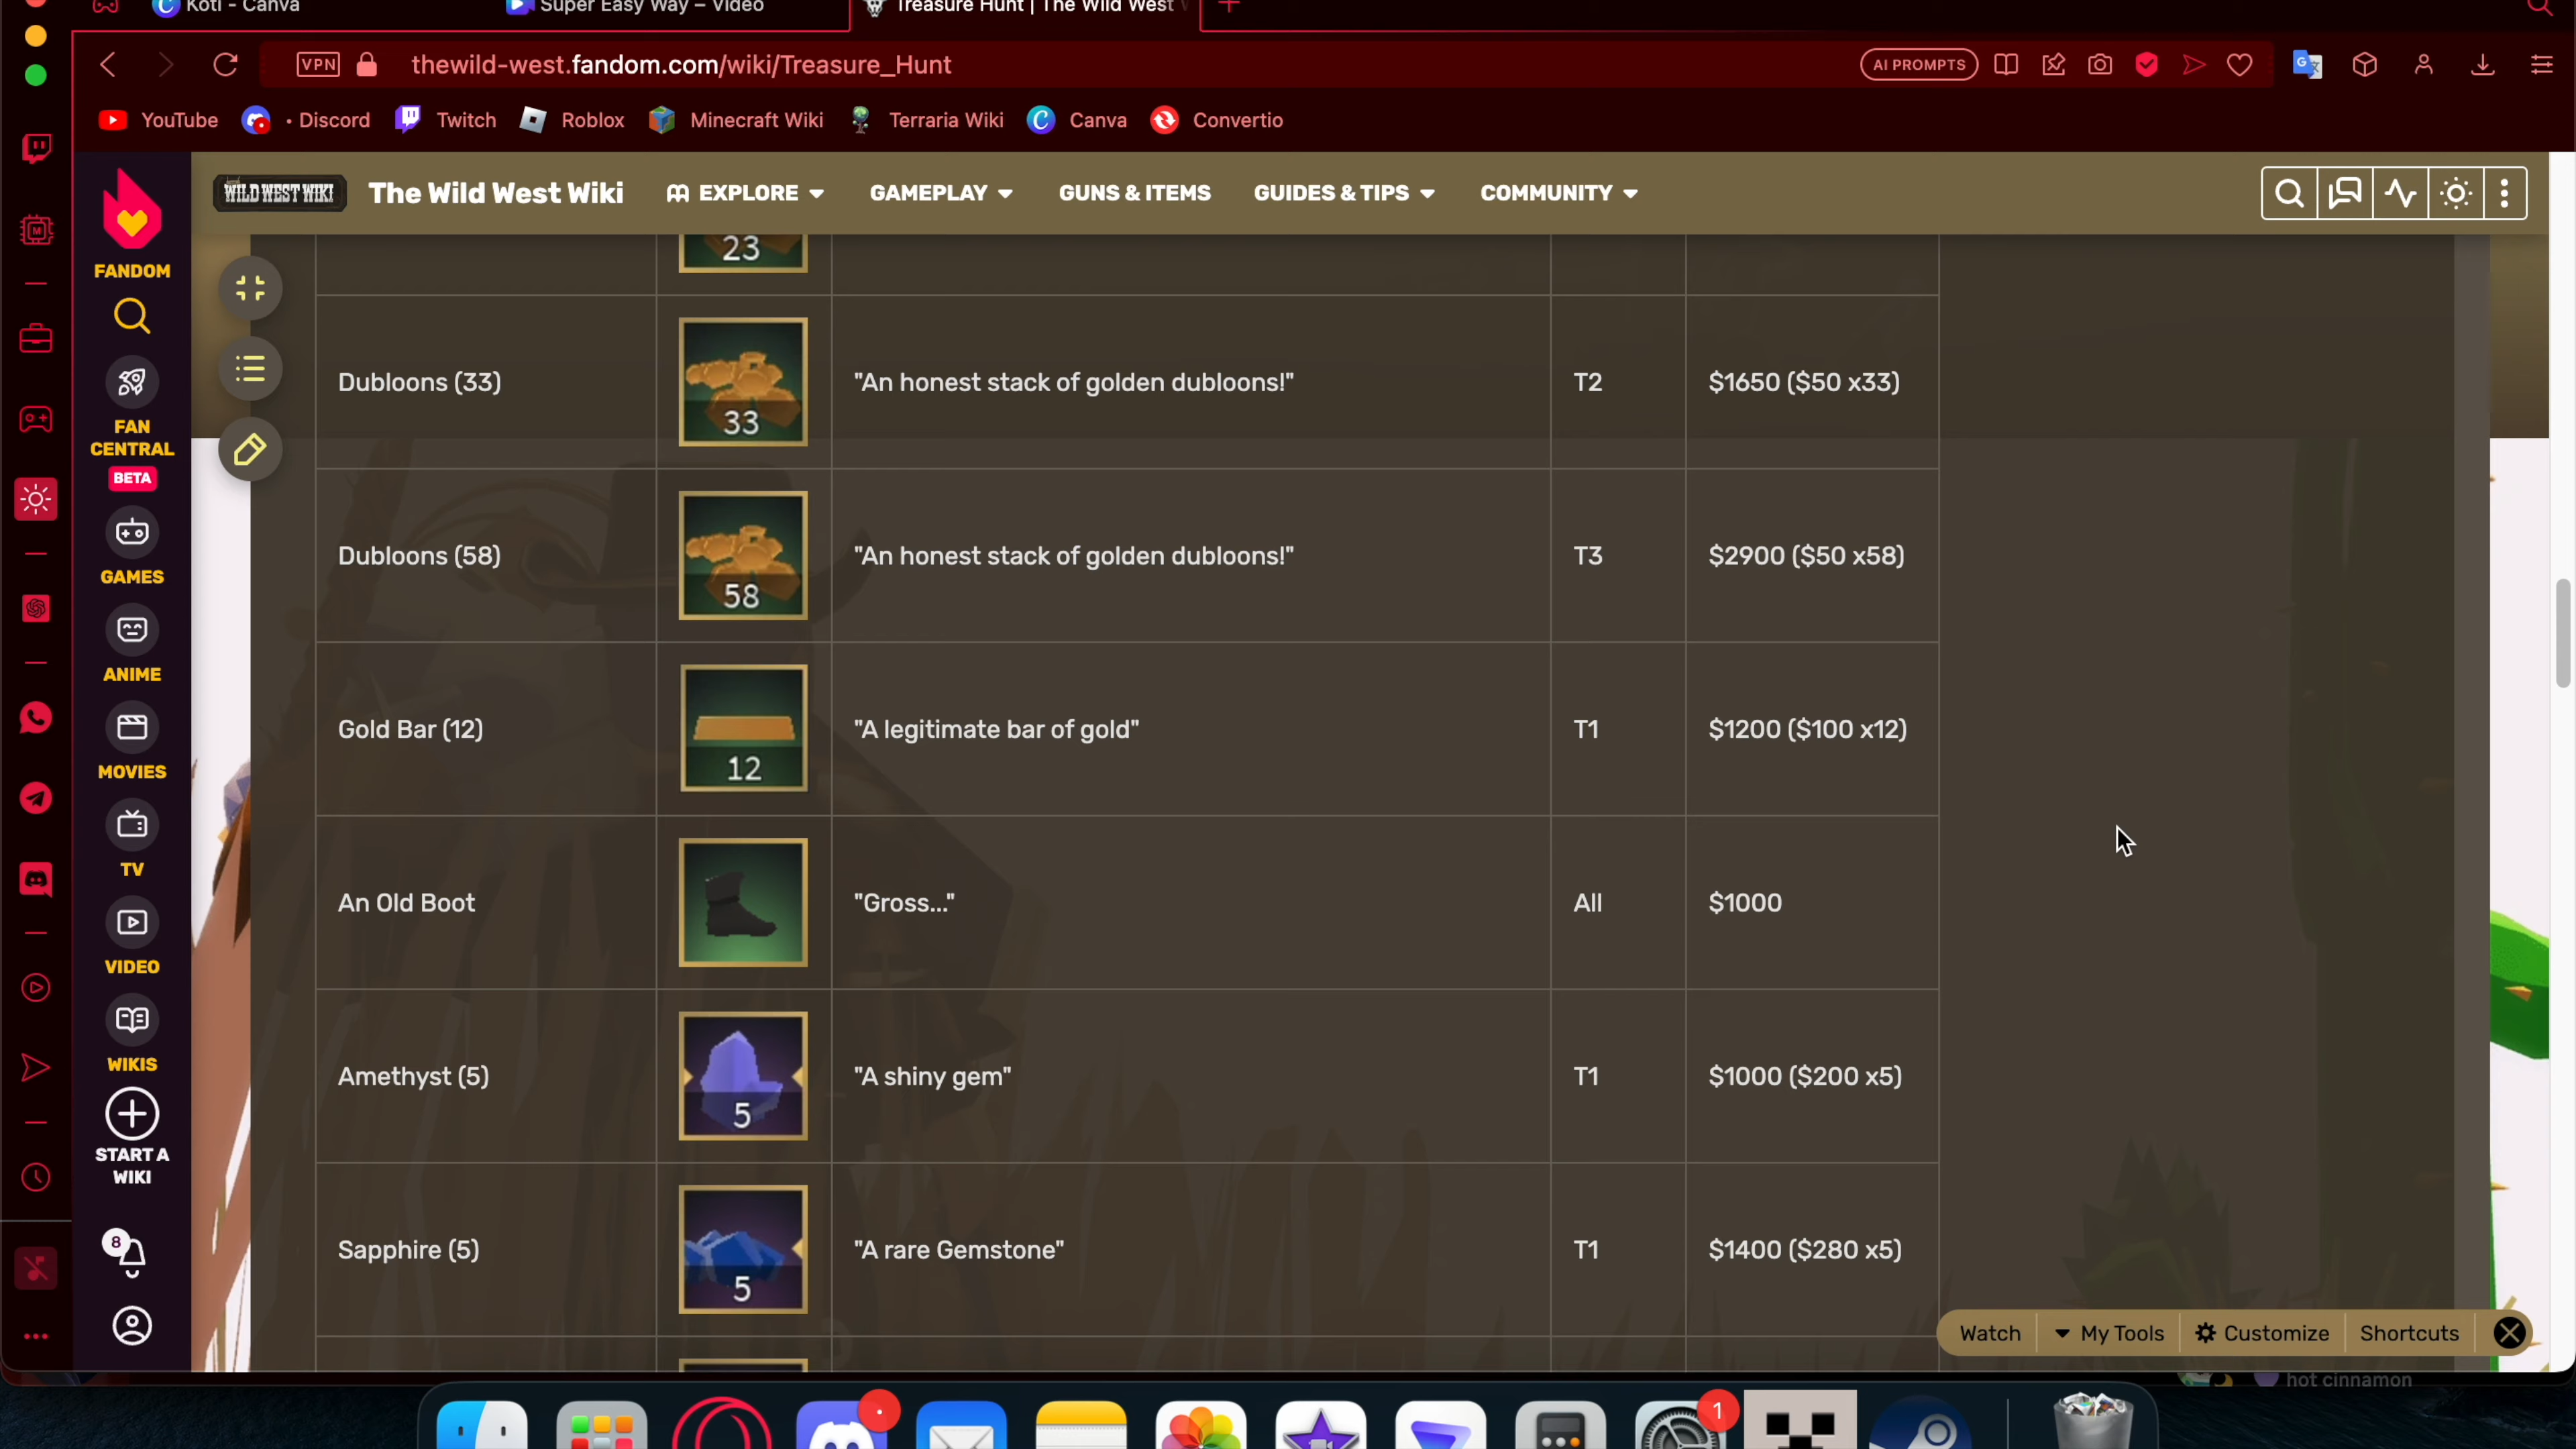 Koti - Canva
Super Easy Way – Video
Treasure Hunt | The Wild West W
VPN
thewild-west.fandom.com/wiki/Treasure_Hunt
AI PROMPTS
YouTube
• Discord
Twitch
Roblox
Minecraft Wiki
Terraria Wiki
Canva
Convertio
WILD WEST WIKI
The Wild West Wiki
EXPLORE
GAMEPLAY
GUNS & ITEMS
GUIDES & TIPS
COMMUNITY
FANDOM
FAN
CENTRAL
BETA
GAMES
ANIME
MOVIES
TV
VIDEO
WIKIS
START A
WIKI
8
23
Dubloons (33)
33
"An honest stack of golden dubloons!"
T2
$1650 ($50 x33)
Dubloons (58)
58
"An honest stack of golden dubloons!"
T3
$2900 ($50 x58)
Gold Bar (12)
12
"A legitimate bar of gold"
T1
$1200 ($100 x12)
An Old Boot
"Gross..."
All
$1000
Amethyst (5)
5
"A shiny gem"
T1
$1000 ($200 x5)
Sapphire (5)
5
"A rare Gemstone"
T1
$1400 ($280 x5)
Watch
My Tools
Customize
Shortcuts
hot cinnamon
1